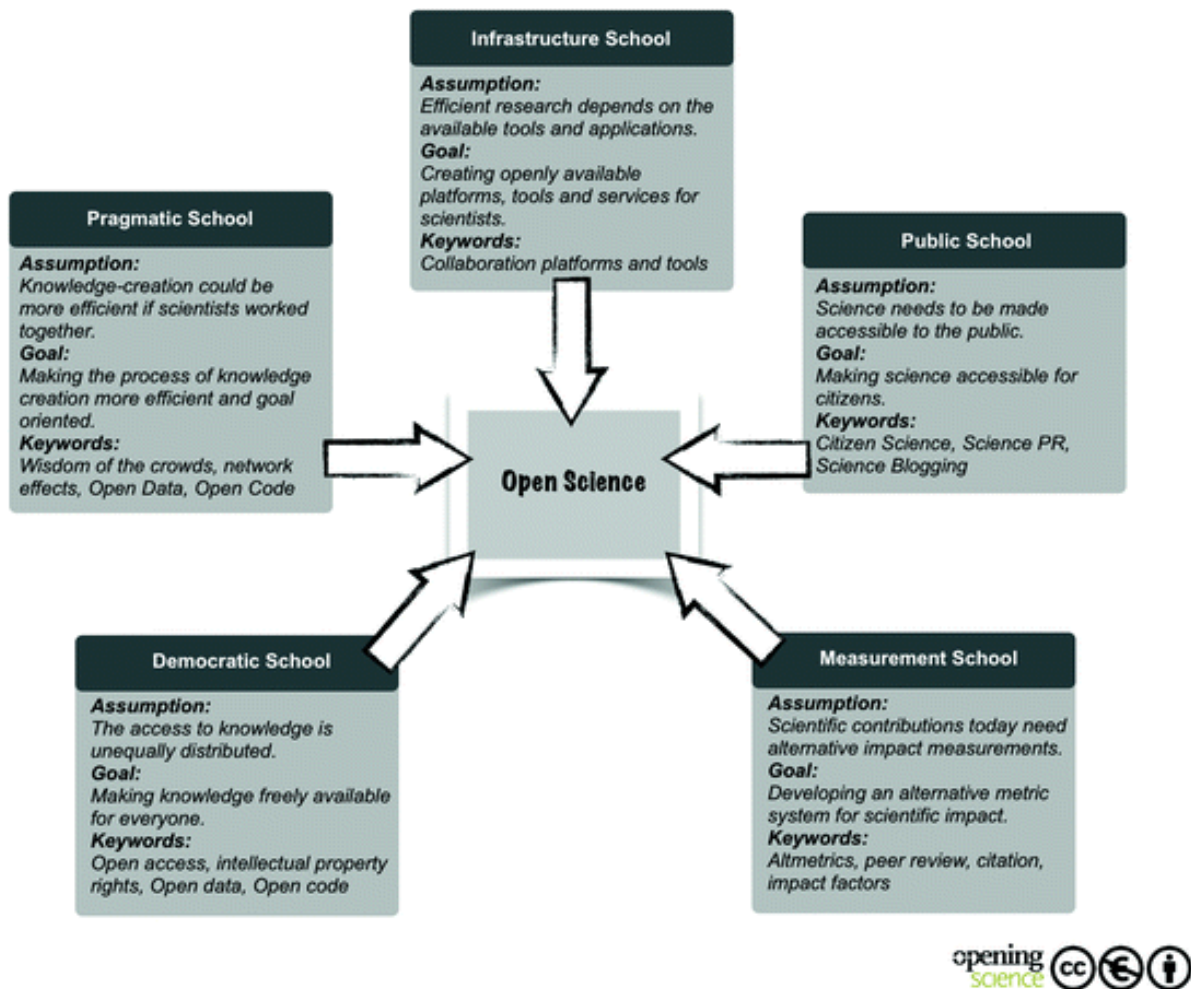 Infrastructure School
Assumption:
Efficient research depends on the
available tools and applications.
Goal:
Creating openly available
platforms, tools and services for
scientists.
Keywords:
Collaboration platforms and tools
Pragmatic School
Assumption:
Knowledge-creation could be
more efficient if scientists worked
together.
Goal:
Making the process of knowledge
creation more efficient and goal
oriented.
Keywords:
Wisdom of the crowds, network
effects, Open Data, Open Code
Public School
Assumption:
Science needs to be made
accessible to the public.
Goal:
Making science accessible for
citizens.
Keywords:
Citizen Science, Science PR,
Science Blogging
Open Science
Democratic School
Assumption:
The access to knowledge is
unequally distributed.
Goal:
Making knowledge freely available
for everyone.
Keywords:
Open access, intellectual property
rights, Open data, Open code
Measurement School
Assumption:
Scientific contributions today need
alternative impact measurements.
Goal:
Developing an alternative metric
system for scientific impact.
Keywords:
Altmetrics, peer review, citation,
impact factors
opening
science
cc €